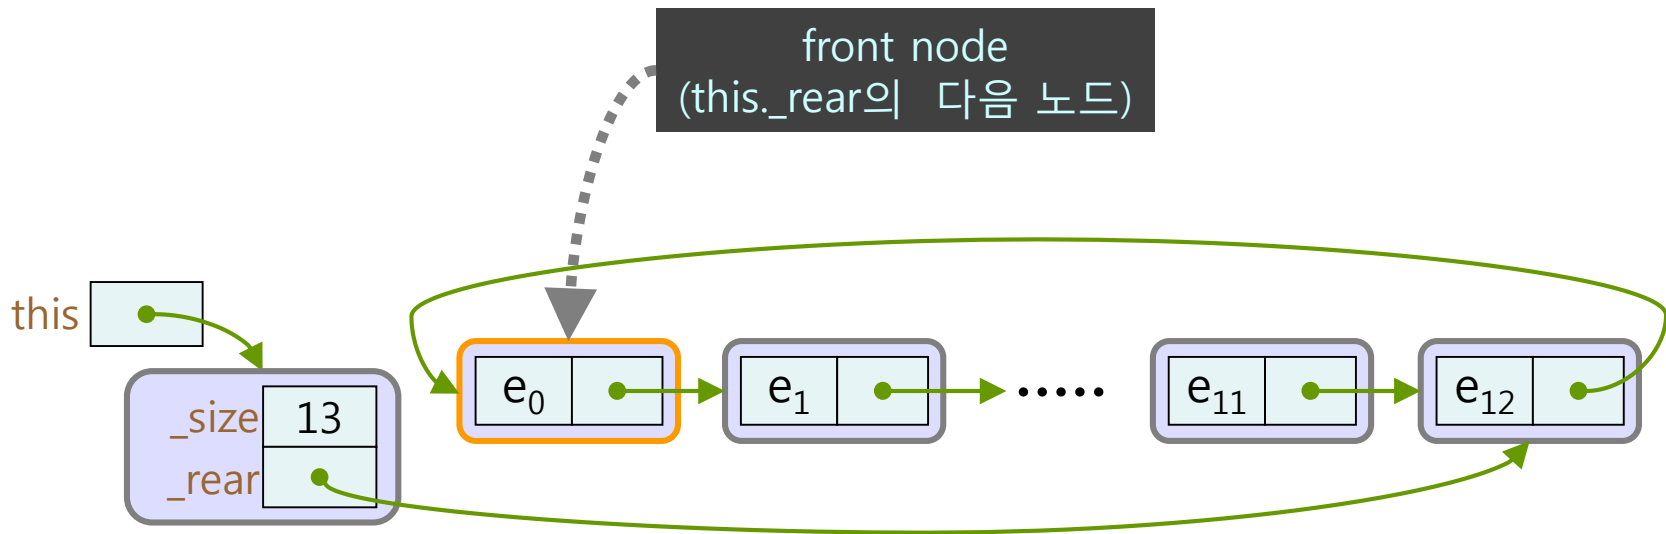 front node
(this._rear의 다음 노드)
this
_size 13
_rear
e0 e1 ····· e11 e12